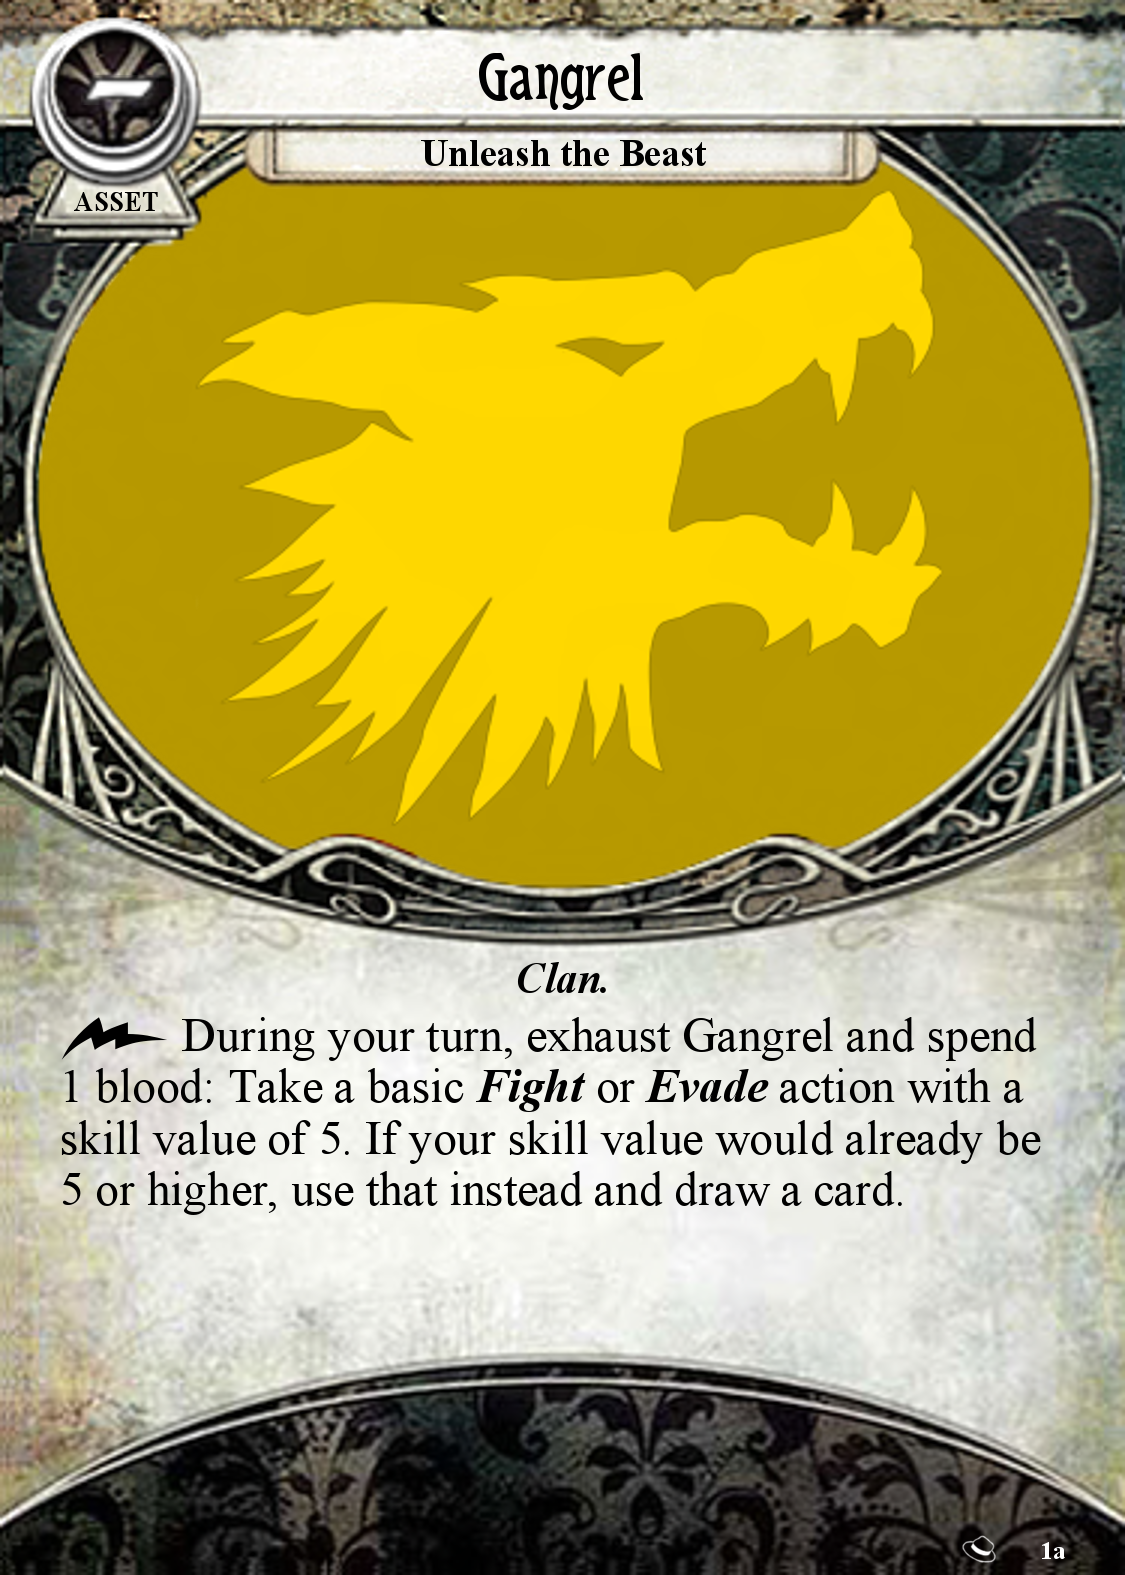 Gangrel
Unleash the Beast
–
ASSET
Clan.
During your turn, exhaust Gangrel and spend
1 blood: Take a basic Fight or Evade action with a
skill value of 5. If your skill value would already be
5 or higher, use that instead and draw a card.
1a